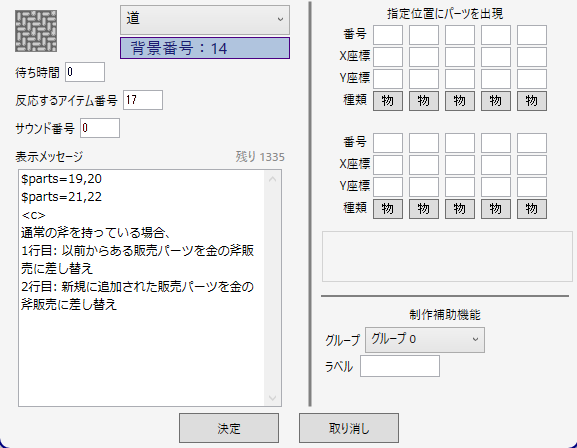 道
背景番号：14
待ち時間 0
反応するアイテム番号 17
サウンド番号 0
表示メッセージ 残り 1335
$parts=19,20
$parts=21,22
<c>
通常の斧を持っている場合、
1行目: 以前からある販売パーツを金の斧販
売に差し替え
2行目: 新規に追加された販売パーツを金の
斧販売に差し替え
指定位置にパーツを出現
番号
X座標
Y座標
種類 物 物 物 物 物
番号
X座標
Y座標
種類 物 物 物 物 物
制作補助機能
グループ グループ 0
ラベル
決定 取り消し